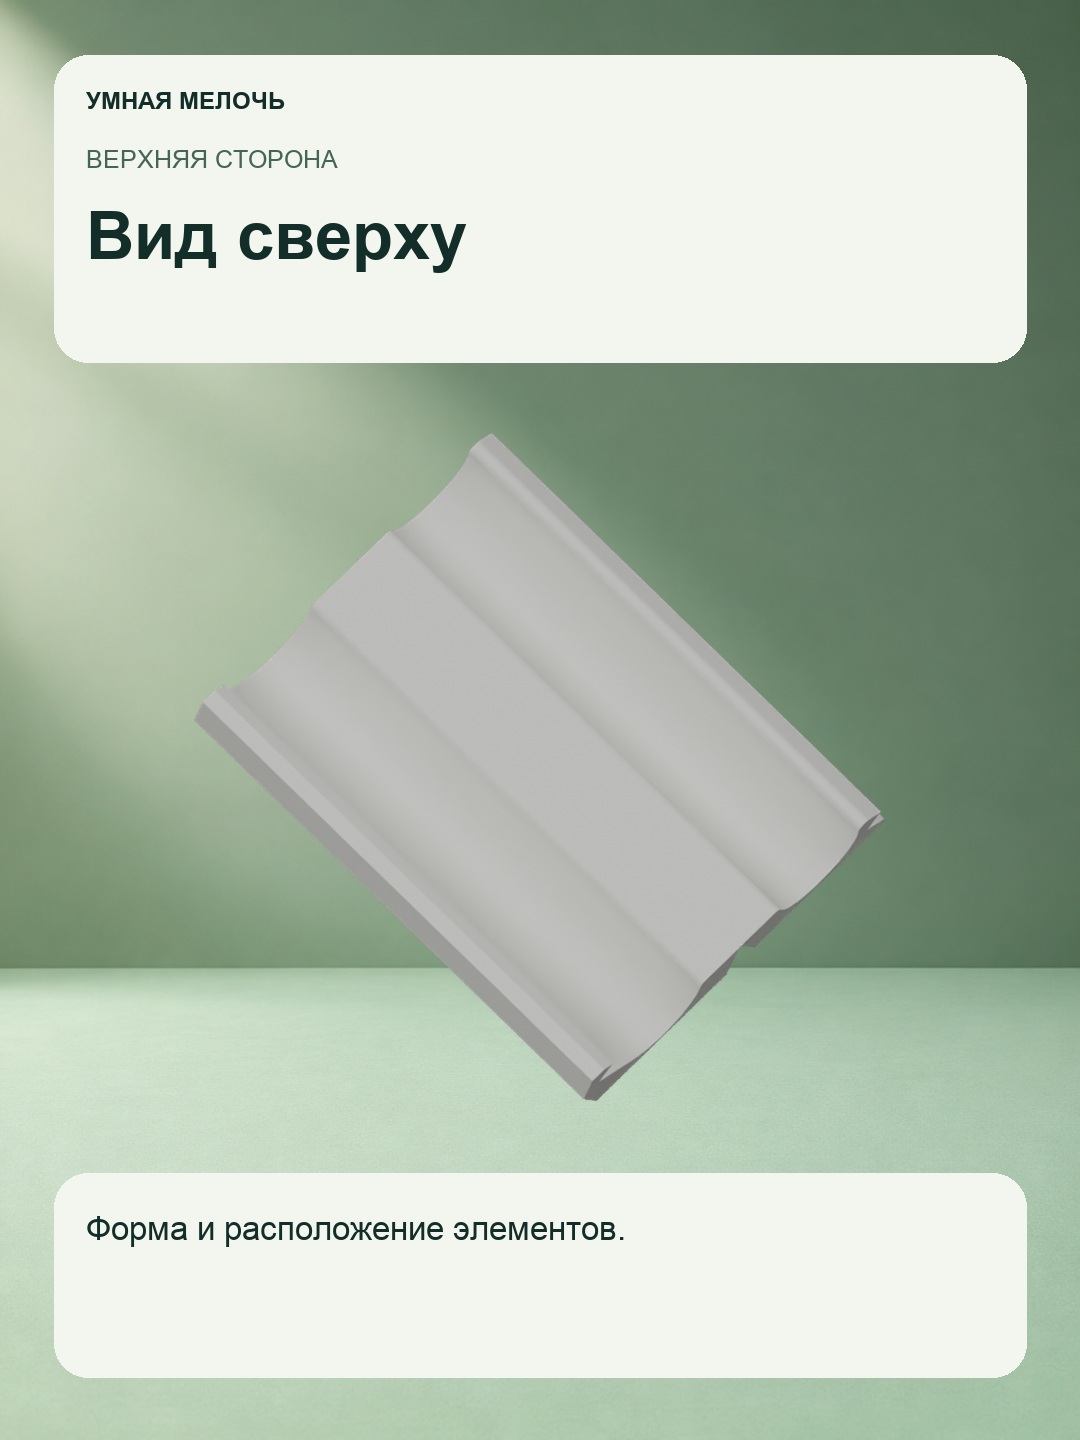 УМНАЯ МЕЛОЧЬ
ВЕРХНЯЯ СТОРОНА
Вид сверху
Форма и расположение элементов.